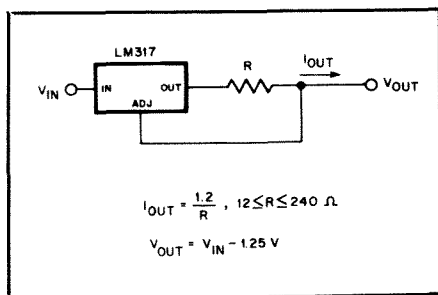 LM317
R
I_OUT
V_IN
IN
OUT
V_OUT
ADJ
I_OUT = 1.2/R , 12≤R≤240 Ω
V_OUT = V_IN − 1.25 V